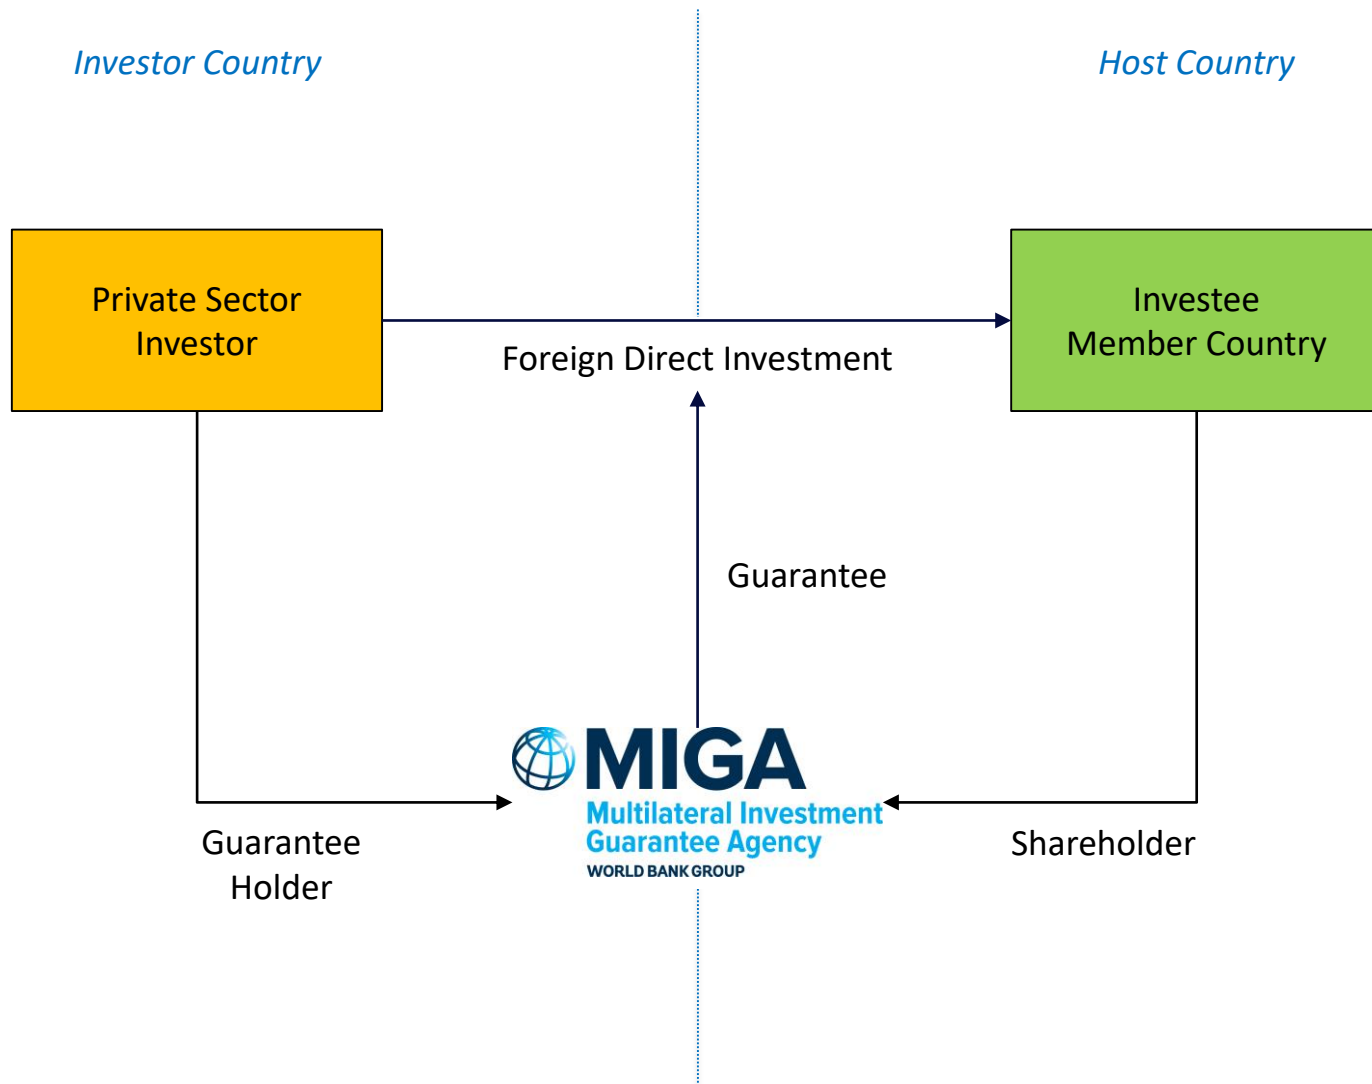 Investor Country
Host Country
Private Sector
Investor
Investee
Member Country
Foreign Direct Investment
Guarantee
MIGA
Multilateral Investment
Guarantee Agency
WORLD BANK GROUP
Guarantee
Holder
Shareholder